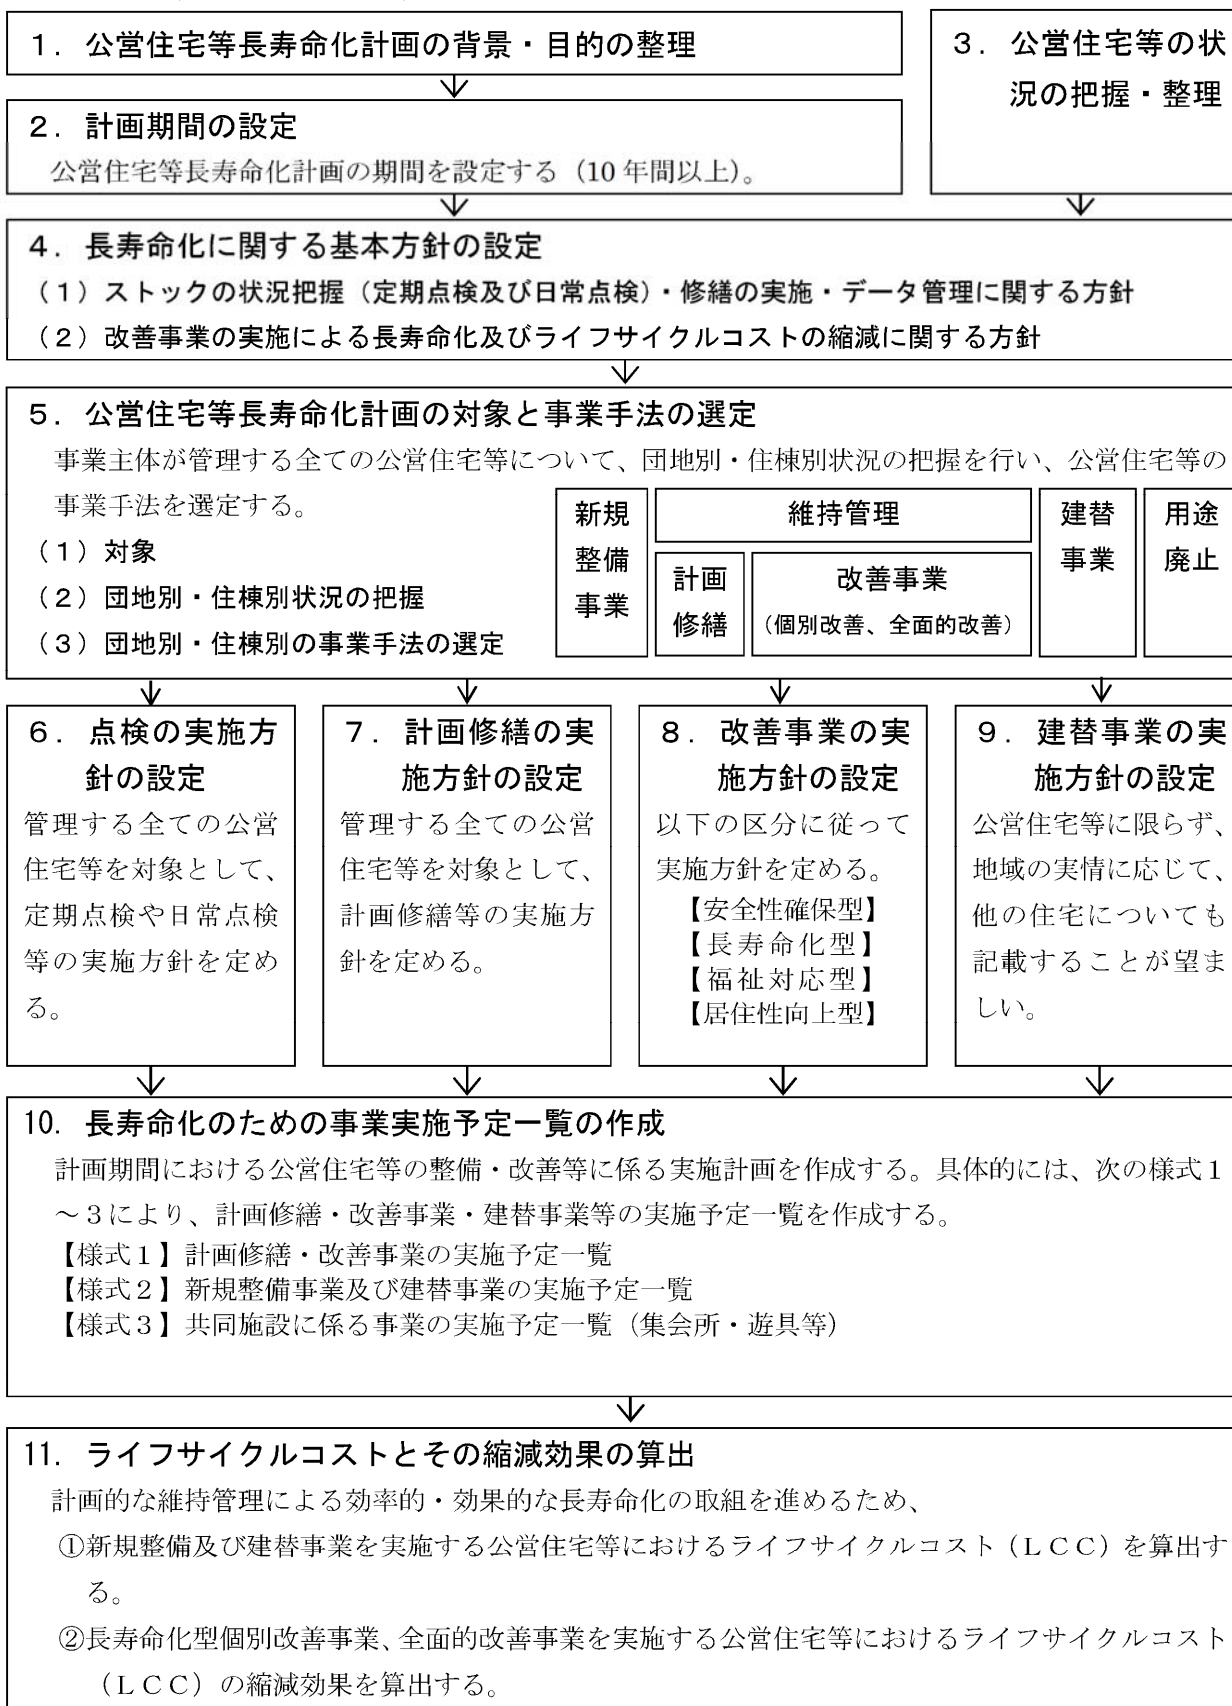 １．公営住宅等長寿命化計画の背景・目的の整理
２．計画期間の設定
公営住宅等長寿命化計画の期間を設定する（10 年間以上）。
３．公営住宅等の状
況の把握・整理
４．長寿命化に関する基本方針の設定
（１）ストックの状況把握（定期点検及び日常点検）・修繕の実施・データ管理に関する方針
（２）改善事業の実施による長寿命化及びライフサイクルコストの縮減に関する方針
５．公営住宅等長寿命化計画の対象と事業手法の選定
事業主体が管理する全ての公営住宅等について、団地別・住棟別状況の把握を行い、公営住宅等の
事業手法を選定する。
（１）対象
（２）団地別・住棟別状況の把握
（３）団地別・住棟別の事業手法の選定
新規
整備
事業
維持管理
計画
修繕
改善事業
（個別改善、全面的改善）
建替
事業
用途
廃止
６．点検の実施方
針の設定
管理する全ての公営
住宅等を対象として、
定期点検や日常点検
等の実施方針を定め
る。
７．計画修繕の実
施方針の設定
管理する全ての公営
住宅等を対象として、
計画修繕等の実施方
針を定める。
８．改善事業の実
施方針の設定
以下の区分に従って
実施方針を定める。
【安全性確保型】
【長寿命化型】
【福祉対応型】
【居住性向上型】
９．建替事業の実
施方針の設定
公営住宅等に限らず、
地域の実情に応じて、
他の住宅についても
記載することが望ま
しい。
10．長寿命化のための事業実施予定一覧の作成
計画期間における公営住宅等の整備・改善等に係る実施計画を作成する。具体的には、次の様式１
～３により、計画修繕・改善事業・建替事業等の実施予定一覧を作成する。
【様式１】計画修繕・改善事業の実施予定一覧
【様式２】新規整備事業及び建替事業の実施予定一覧
【様式３】共同施設に係る事業の実施予定一覧（集会所・遊具等）
11．ライフサイクルコストとその縮減効果の算出
計画的な維持管理による効率的・効果的な長寿命化の取組を進めるため、
①新規整備及び建替事業を実施する公営住宅等におけるライフサイクルコスト（ＬＣＣ）を算出す
る。
②長寿命化型個別改善事業、全面的改善事業を実施する公営住宅等におけるライフサイクルコスト
（ＬＣＣ）の縮減効果を算出する。